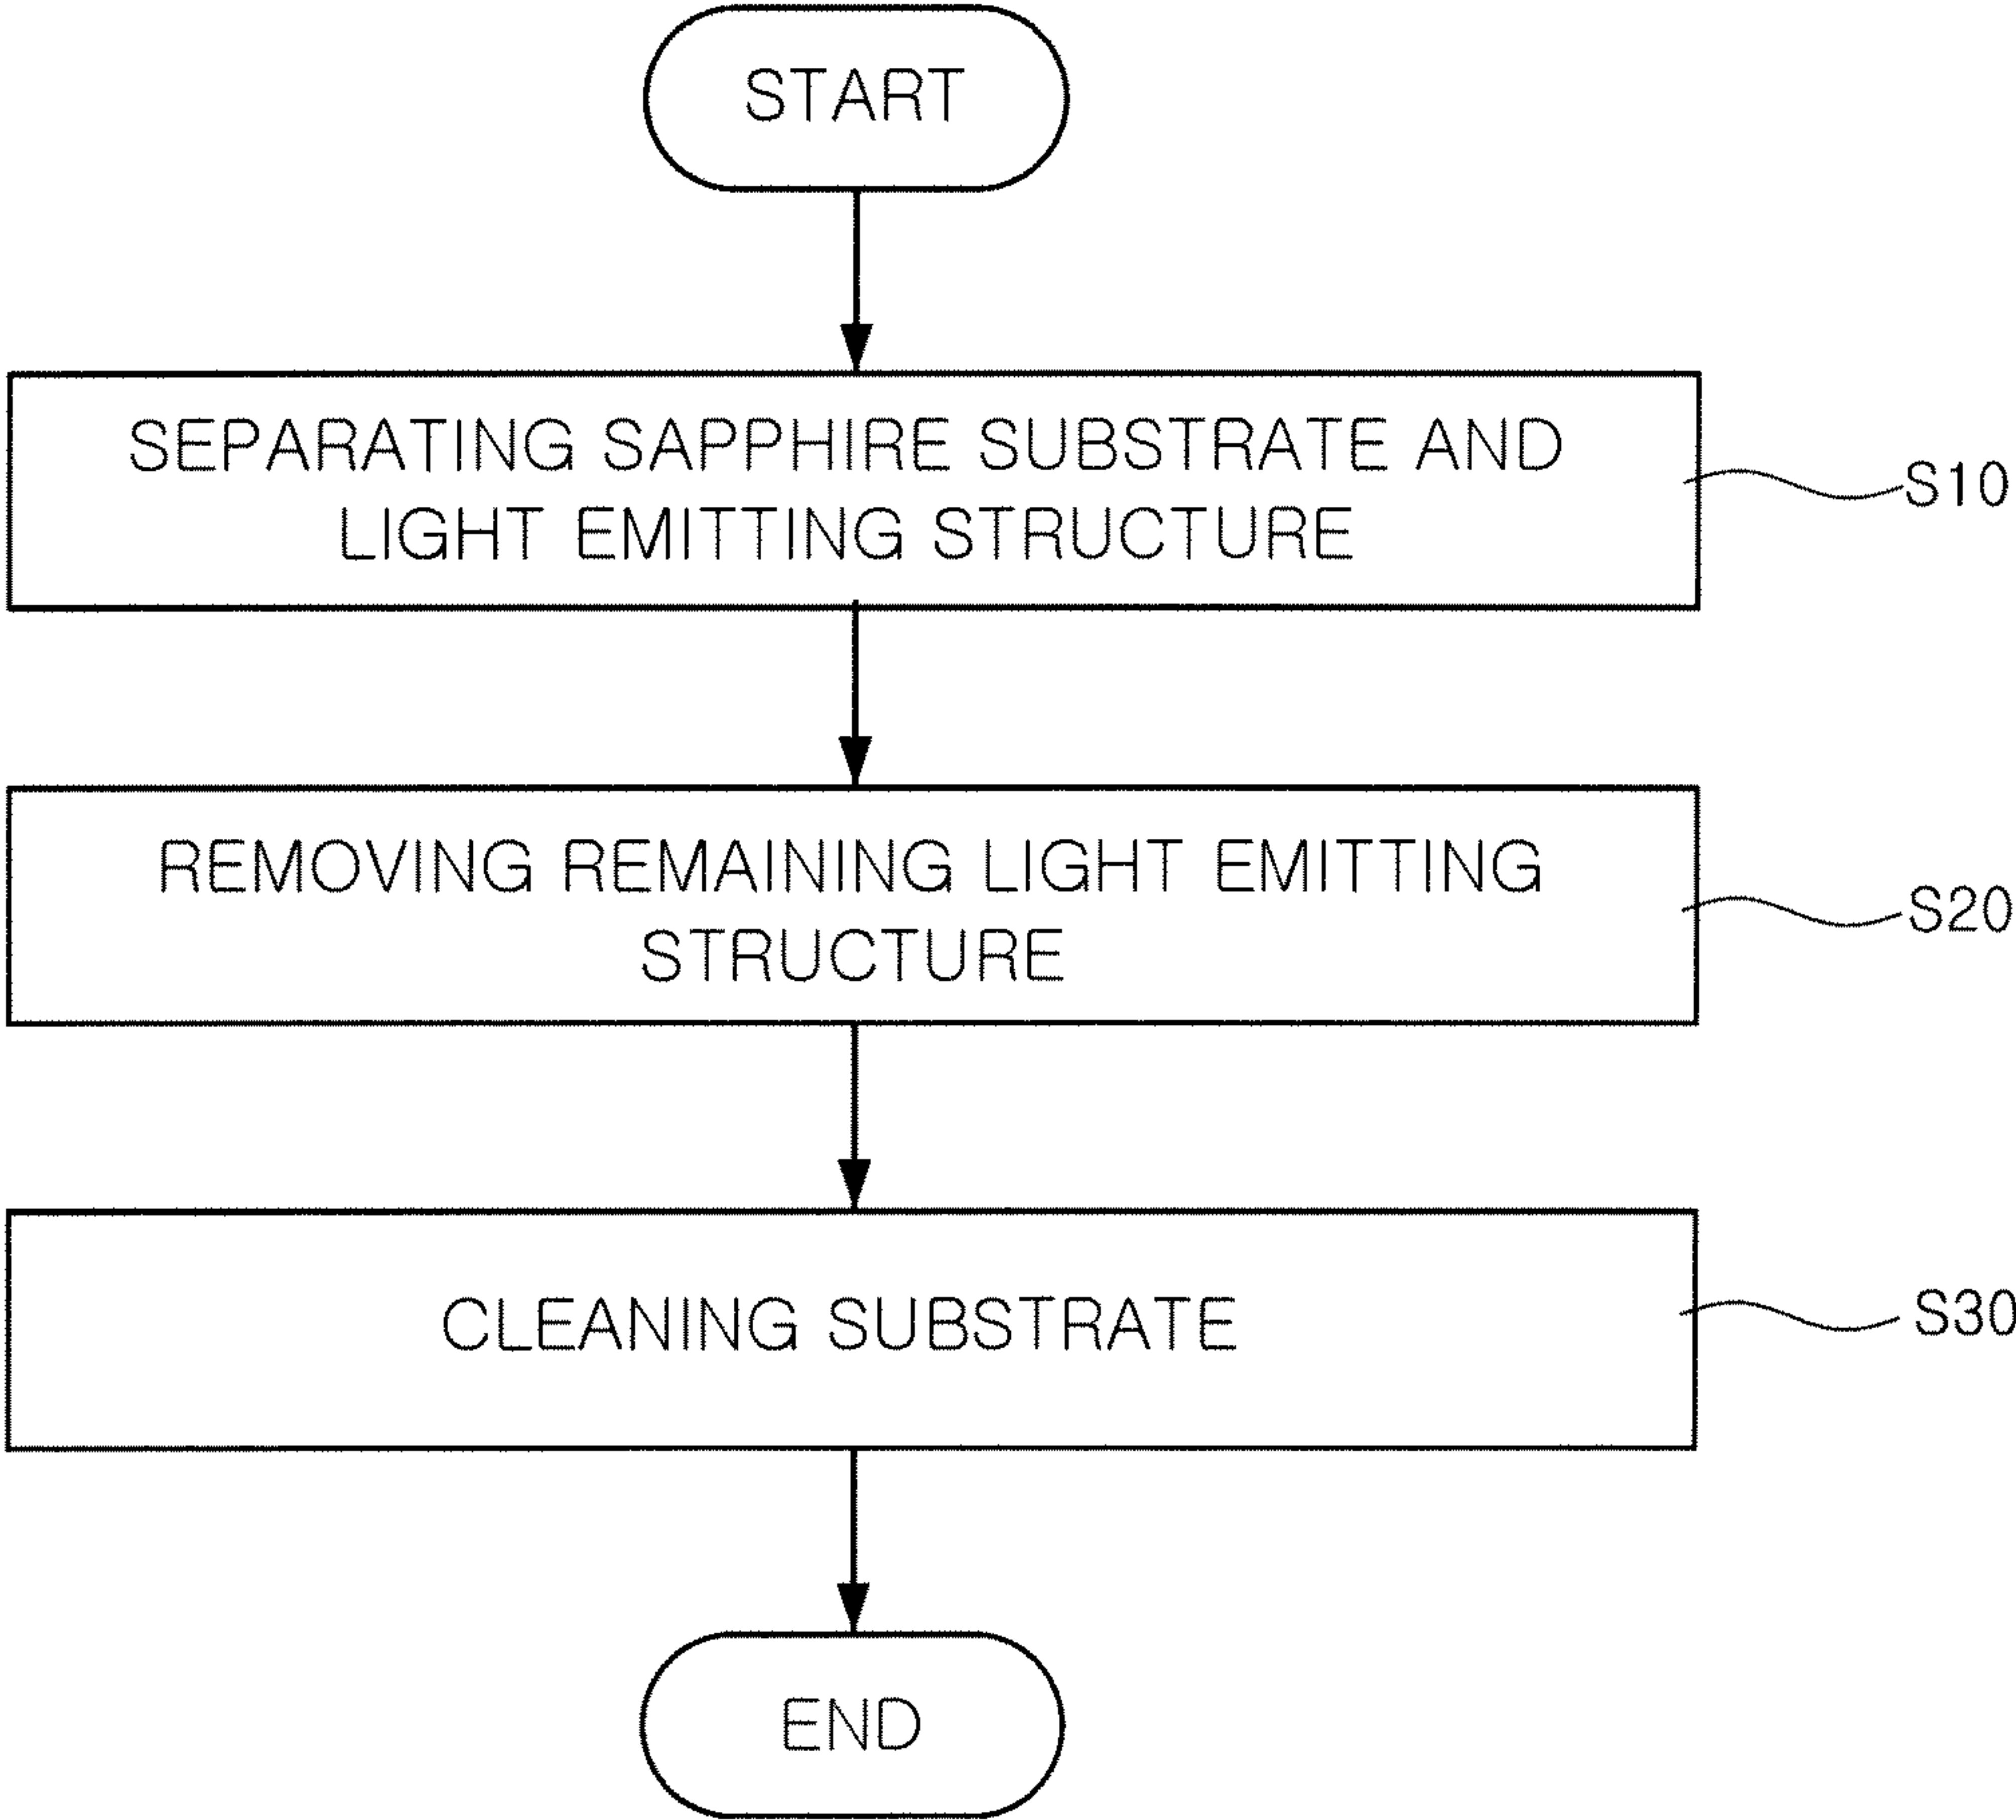 START
SEPARATING SAPPHIRE SUBSTRATE AND
LIGHT EMITTING STRUCTURE
S10
REMOVING REMAINING LIGHT EMITTING
STRUCTURE
S20
CLEANING SUBSTRATE
S30
END